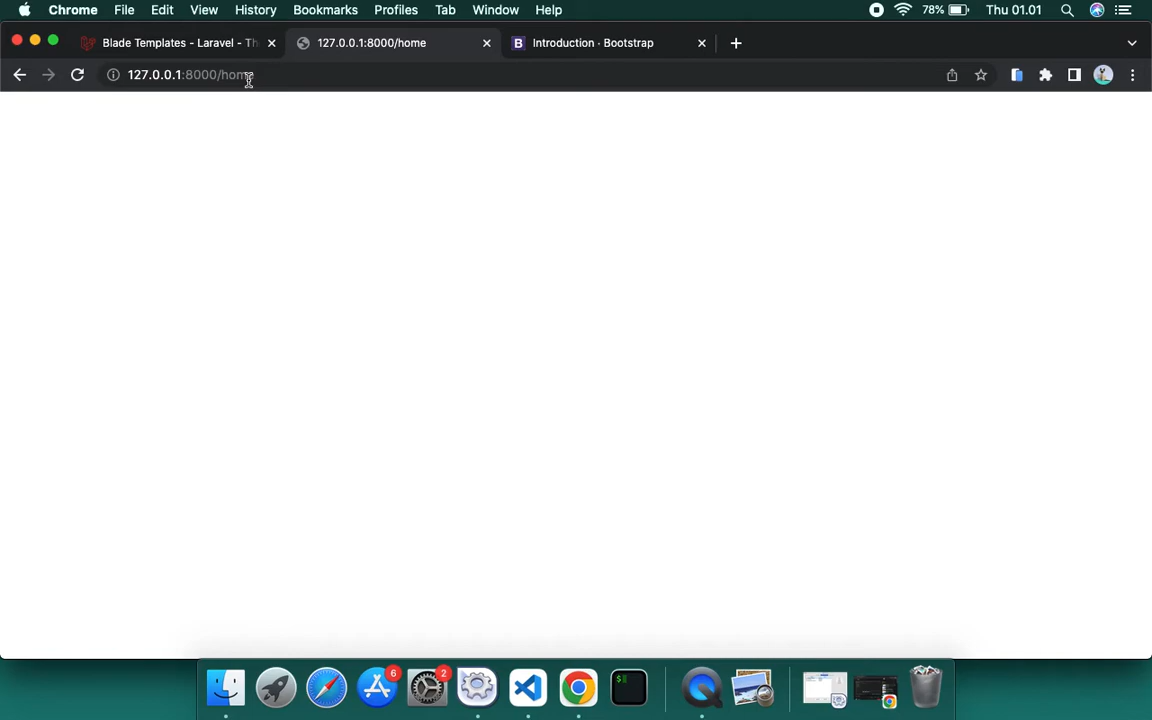 Chrome File Edit View History Bookmarks Profiles Tab Window Help 78% Thu 01.01
Blade Templates - Laravel - Th 127.0.0.1:8000/home B Introduction · Bootstrap
127.0.0.1:8000/home
6 2 $